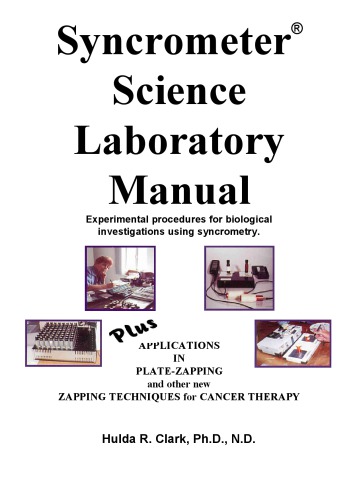 Syncrometer®
Science
Laboratory
Manual
Experimental procedures for biological
investigations using syncrometry.
Plus
APPLICATIONS
IN
PLATE-ZAPPING
and other new
ZAPPING TECHNIQUES for CANCER THERAPY
Hulda R. Clark, Ph.D., N.D.